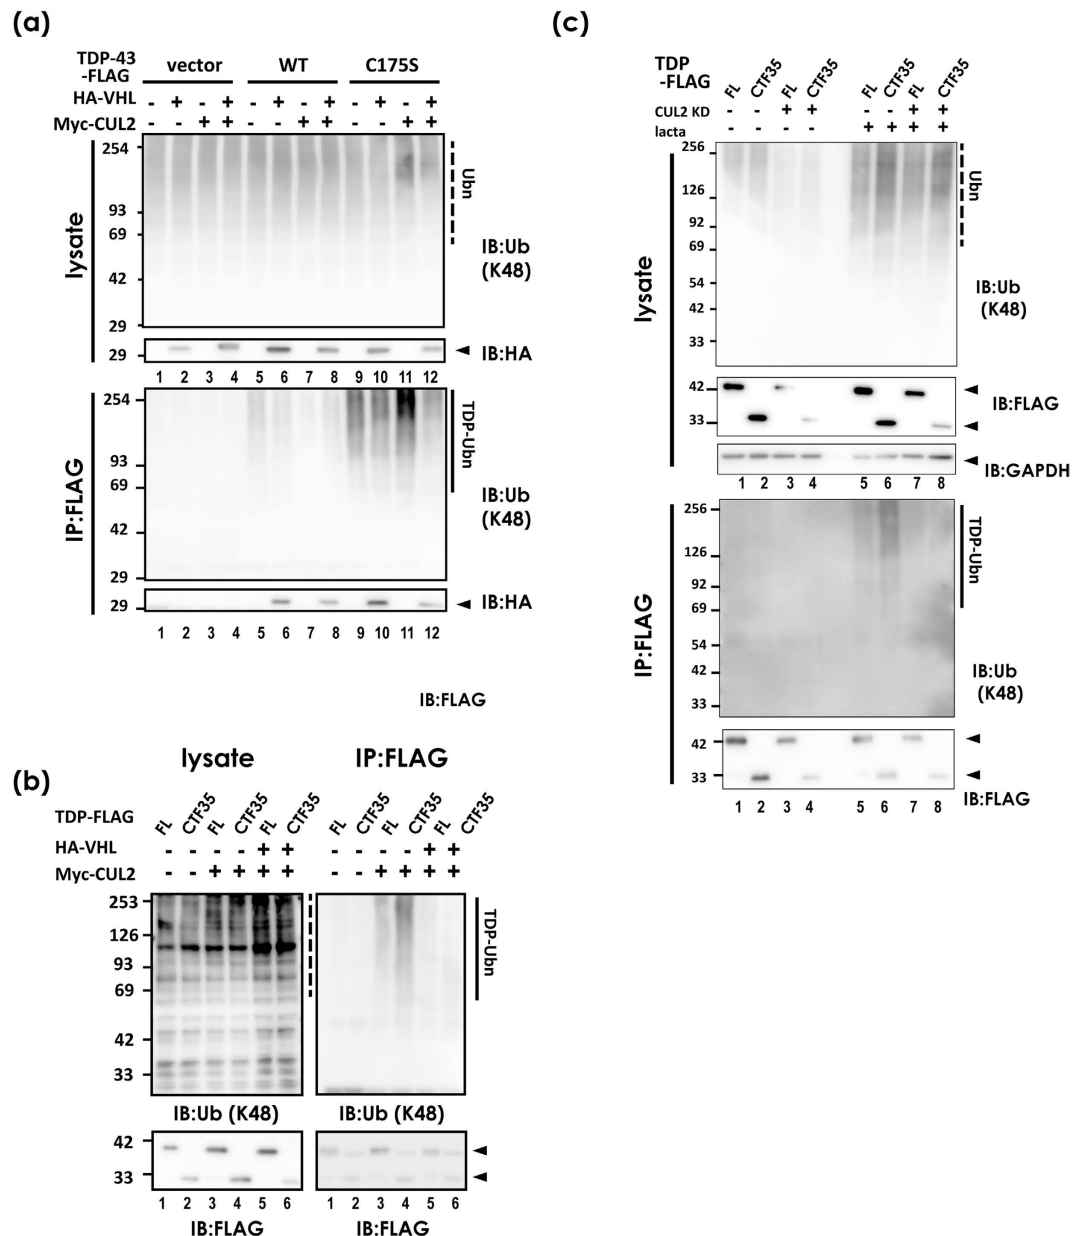 (a)
TDP-43
-FLAG
vector WT C175S
HA-VHL - + - + - + - + - + - +
Myc-CUL2 - - + + - - + + - - + +
lysate
254
93
69
42
29
Ubn
IB:Ub
(K48)
29
IB:HA
1 2 3 4 5 6 7 8 9 10 11 12
IP:FLAG
254
93
69
42
29
TDP-Ubn
IB:Ub
(K48)
29
IB:HA
1 2 3 4 5 6 7 8 9 10 11 12
IB:FLAG
(b)
lysate IP:FLAG
TDP-FLAG FL CTF35 FL CTF35 FL CTF35 FL CTF35 FL CTF35 FL CTF35
HA-VHL - - - - + + - - - - + +
Myc-CUL2 - - + + + + - - + + + +
253
126
93
69
42
33
TDP-Ubn
IB:Ub (K48) IB:Ub (K48)
42
33
1 2 3 4 5 6 1 2 3 4 5 6
IB:FLAG IB:FLAG
(c)
TDP
-FLAG
FL CTF35 FL CTF35 FL CTF35 FL CTF35
CUL2 KD - - + + - - + +
lacta - - - - + + + +
lysate
256
126
92
69
54
42
33
Ubn
IB:Ub
(K48)
42
33
IB:FLAG
IB:GAPDH
1 2 3 4 5 6 7 8
IP:FLAG
256
126
92
69
54
42
33
TDP-Ubn
IB:Ub
(K48)
42
33
IB:FLAG
1 2 3 4 5 6 7 8